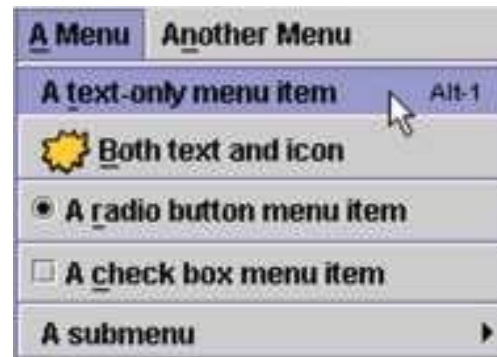 A Menu Another Menu
A text-only menu item Alt-1
Both text and icon
A radio button menu item
A check box menu item
A submenu